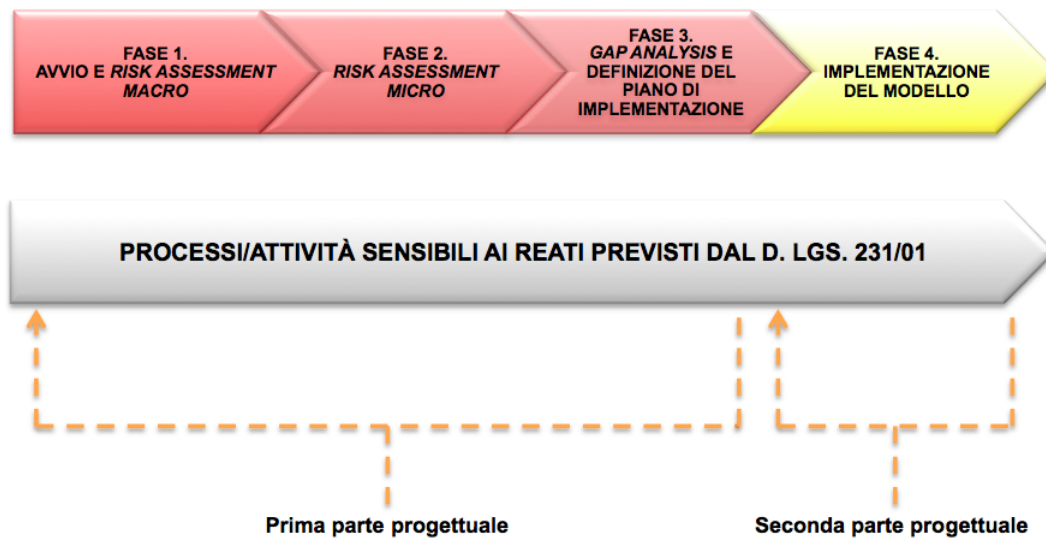 FASE 1.
AVVIO E RISK ASSESSMENT
MACRO
FASE 2.
RISK ASSESSMENT
MICRO
FASE 3.
GAP ANALYSIS E
DEFINIZIONE DEL
PIANO DI
IMPLEMENTAZIONE
FASE 4.
IMPLEMENTAZIONE
DEL MODELLO
PROCESSI/ATTIVITÀ SENSIBILI AI REATI PREVISTI DAL D. LGS. 231/01
Prima parte progettuale
Seconda parte progettuale